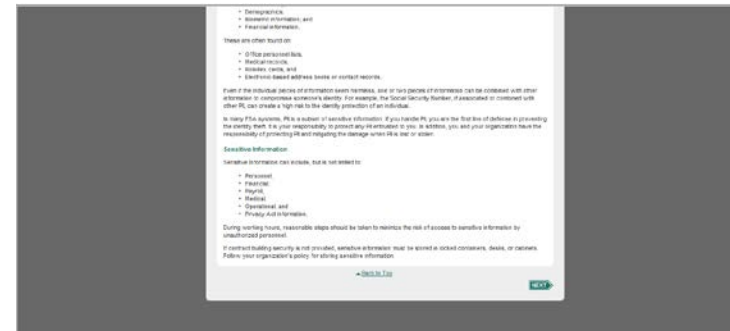 • Demographics,
• Biometric information, and
• Financial information.
These are often found on:
• Office personnel lists,
• Medical records,
• Rolodex cards, and
• Electronic-based address books or contact records.
Even if the individual pieces of information seem harmless, one or two pieces of information can be combined with other
information to compromise someone's identity. For example, the Social Security Number, if associated or combined with
other PII, can create a high risk to the identity protection of an individual.
In many FSA systems, PII is a subset of sensitive information. If you handle PII, you are the first line of defense in preventing
the identity theft. It is your responsibility to protect any PII entrusted to you. In addition, you and your organization have the
responsibility of protecting PII and mitigating the damage when PII is lost or stolen.
Sensitive Information
Sensitive information can include, but is not limited to:
• Personnel,
• Financial,
• Payroll,
• Medical,
• Operational, and
• Privacy Act information.
During working hours, reasonable steps should be taken to minimize the risk of access to sensitive information by
unauthorized personnel.
If contract building security is not provided, sensitive information must be stored in locked containers, desks, or cabinets.
Follow your organization's policy for storing sensitive information.
Back to Top
NEXT